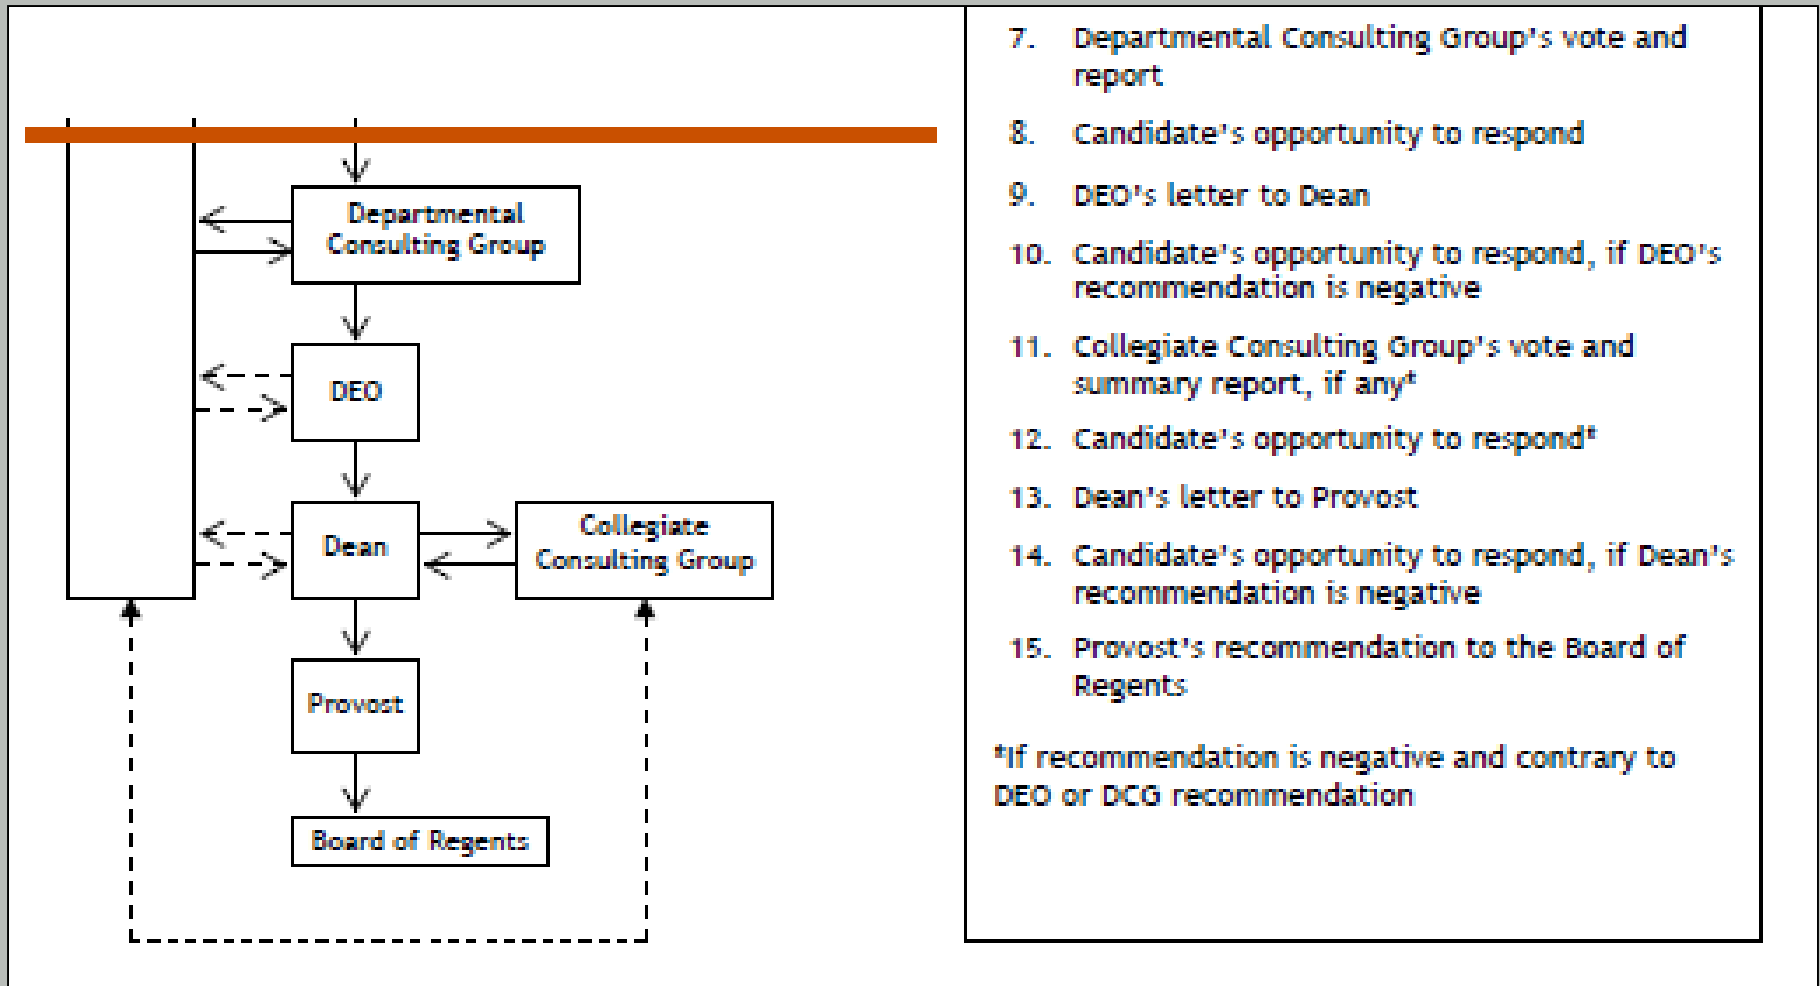 Departmental
Consulting Group
DEO
Dean
Collegiate
Consulting Group
Provost
Board of Regents
7. Departmental Consulting Group's vote and
report
8. Candidate's opportunity to respond
9. DEO's letter to Dean
10. Candidate's opportunity to respond, if DEO's
recommendation is negative
11. Collegiate Consulting Group's vote and
summary report, if any‡
12. Candidate's opportunity to respond‡
13. Dean's letter to Provost
14. Candidate's opportunity to respond, if Dean's
recommendation is negative
15. Provost's recommendation to the Board of
Regents
‡If recommendation is negative and contrary to
DEO or DCG recommendation